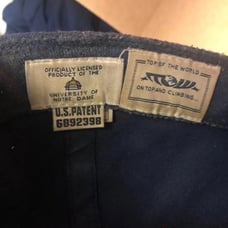 OFFICIALLY LICENSED
PRODUCT OF THE
UNIVERSITY OF
NOTRE DAME
U.S. PATENT
6892398
TOP OF THE WORLD
ON TOP AND CLIMBING...